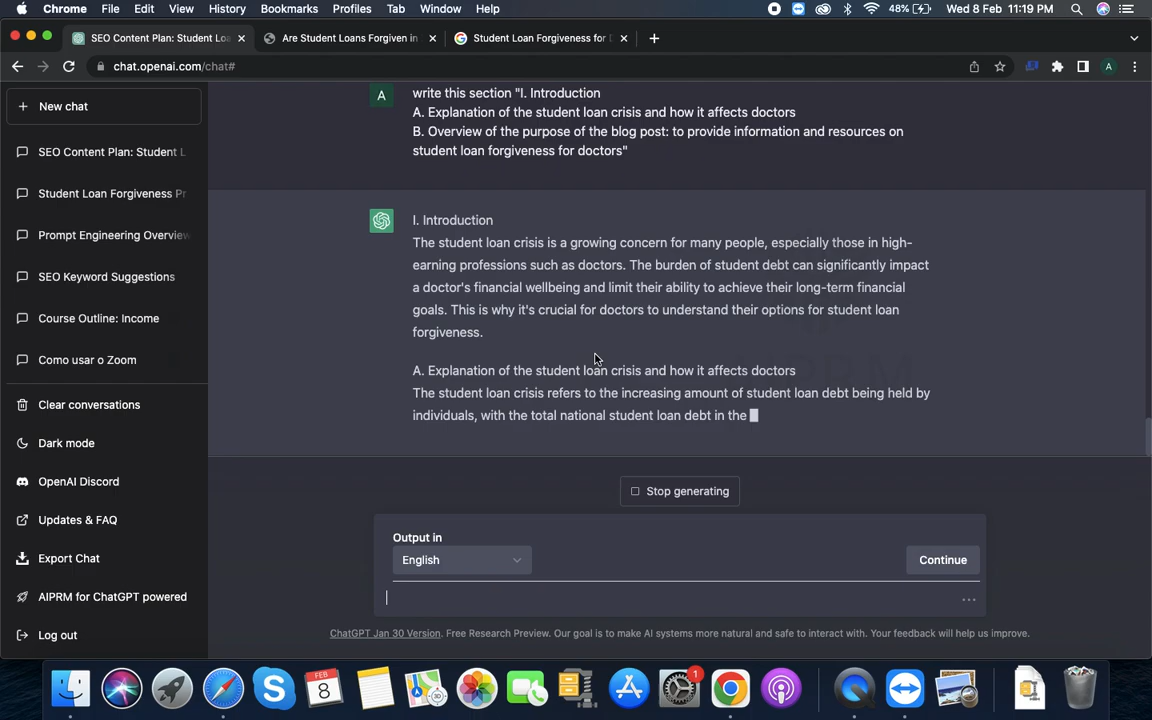 Chrome File Edit View History Bookmarks Profiles Tab Window Help 48% Wed 8 Feb 11:19 PM
SEO Content Plan: Student Loa Are Student Loans Forgiven in Student Loan Forgiveness for D
chat.openai.com/chat# A
New chat
SEO Content Plan: Student L
Student Loan Forgiveness Pr
Prompt Engineering Overview
SEO Keyword Suggestions
Course Outline: Income
Como usar o Zoom
Clear conversations
Dark mode
OpenAI Discord
Updates & FAQ
Export Chat
AIPRM for ChatGPT powered
Log out
A
write this section "I. Introduction
A. Explanation of the student loan crisis and how it affects doctors
B. Overview of the purpose of the blog post: to provide information and resources on
student loan forgiveness for doctors"
I. Introduction
The student loan crisis is a growing concern for many people, especially those in high-
earning professions such as doctors. The burden of student debt can significantly impact
a doctor's financial wellbeing and limit their ability to achieve their long-term financial
goals. This is why it's crucial for doctors to understand their options for student loan
forgiveness.
A. Explanation of the student loan crisis and how it affects doctors
The student loan crisis refers to the increasing amount of student loan debt being held by
individuals, with the total national student loan debt in the
Stop generating
Output in
English
Continue
ChatGPT Jan 30 Version. Free Research Preview. Our goal is to make AI systems more natural and safe to interact with. Your feedback will help us improve.
FEB
8
1